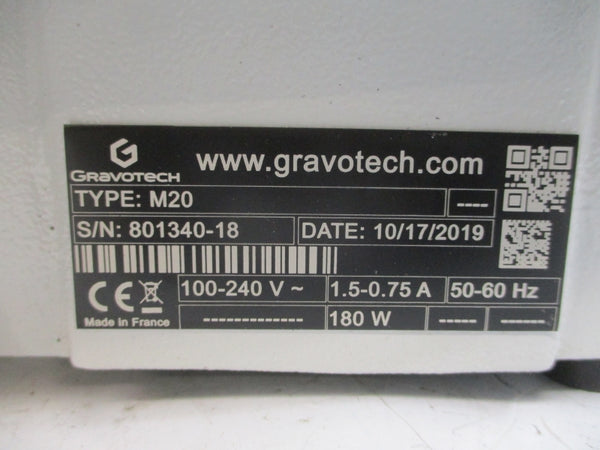 GRAVOTECH
www.gravotech.com
TYPE: M20 ----
S/N: 801340-18 DATE: 10/17/2019
CE 100-240 V ~ 1.5-0.75 A 50-60 Hz
Made in France ------------ 180 W ----- ------